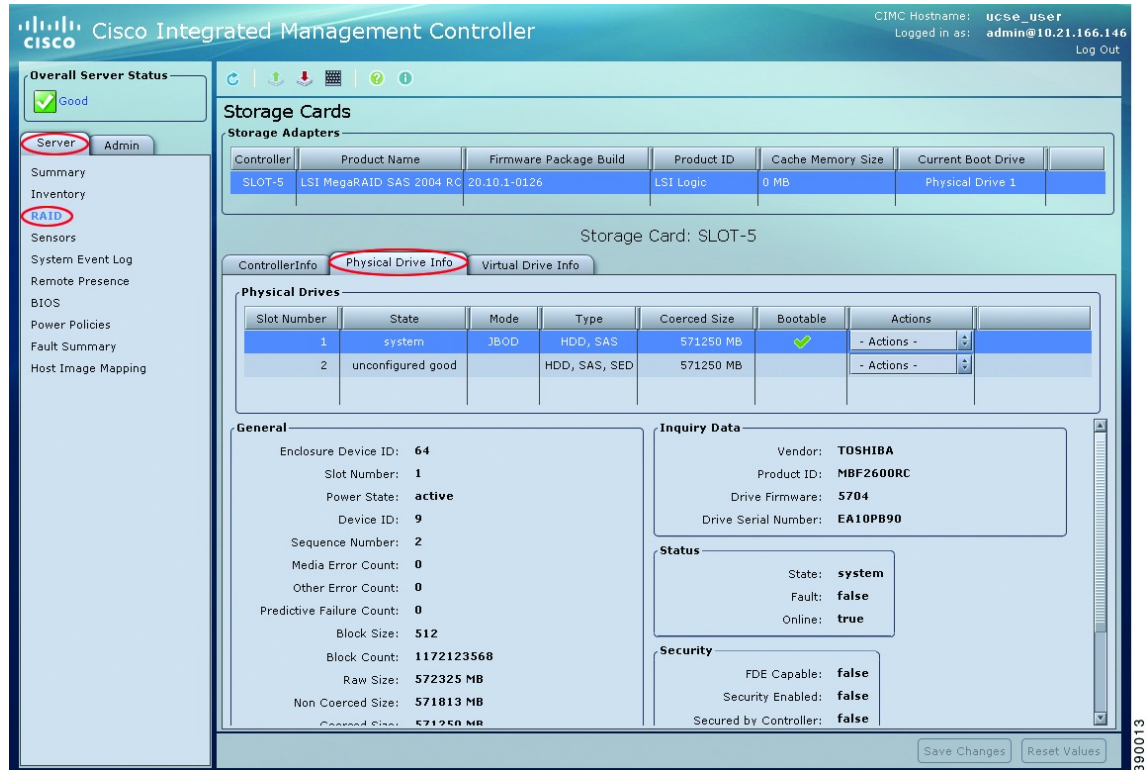 CISCO
Cisco Integrated Management Controller
CIMC Hostname: ucse_user
Logged in as: admin@10.21.166.146
Log Out
Overall Server Status
Good
Server Admin
Summary
Inventory
RAID
Sensors
System Event Log
Remote Presence
BIOS
Power Policies
Fault Summary
Host Image Mapping
Storage Cards
Storage Adapters
Controller Product Name Firmware Package Build Product ID Cache Memory Size Current Boot Drive
SLOT-5 LSI MegaRAID SAS 2004 RO 20.10.1-0126 LSI Logic 0 MB Physical Drive 1
Storage Card: SLOT-5
ControllerInfo Physical Drive Info Virtual Drive Info
Physical Drives
Slot Number State Mode Type Coerced Size Bootable Actions
1 system JBOD HDD, SAS 571250 MB - Actions -
2 unconfigured good HDD, SAS, SED 571250 MB - Actions -
General
Enclosure Device ID: 64
Slot Number: 1
Power State: active
Device ID: 9
Sequence Number: 2
Media Error Count: 0
Other Error Count: 0
Predictive Failure Count: 0
Block Size: 512
Block Count: 1172123568
Raw Size: 572325 MB
Non Coerced Size: 571813 MB
Coerced Size: 571250 MB
Inquiry Data
Vendor: TOSHIBA
Product ID: MBF2600RC
Drive Firmware: 5704
Drive Serial Number: EA10PB90
Status
State: system
Fault: false
Online: true
Security
FDE Capable: false
Security Enabled: false
Secured by Controller: false
Save Changes Reset Values
390013